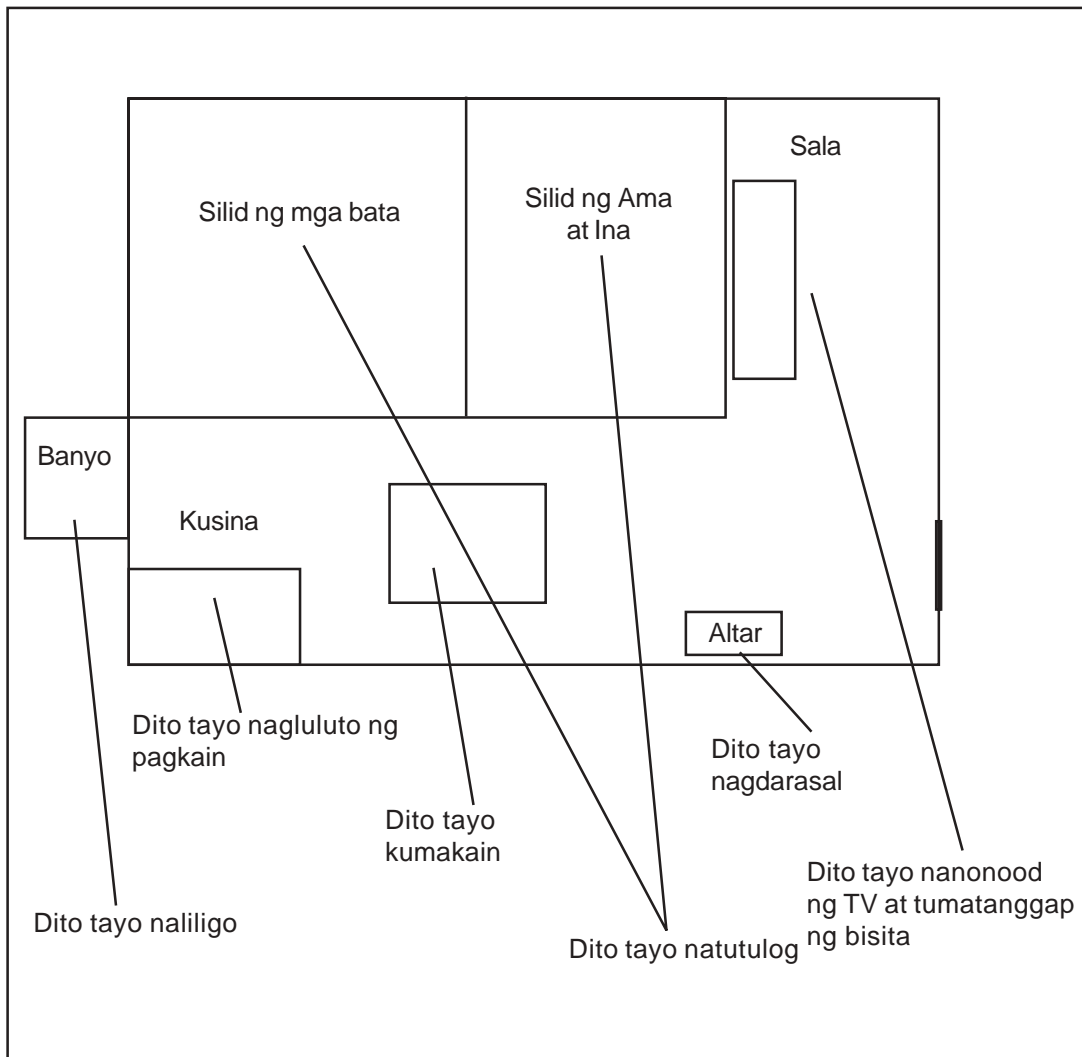 Sala
Silid ng mga bata
Silid ng Ama
at Ina
Banyo
Kusina
Altar
Dito tayo nagluluto ng
pagkain
Dito tayo
nagdarasal
Dito tayo
kumakain
Dito tayo nanonood
ng TV at tumatanggap
ng bisita
Dito tayo naliligo
Dito tayo natutulog